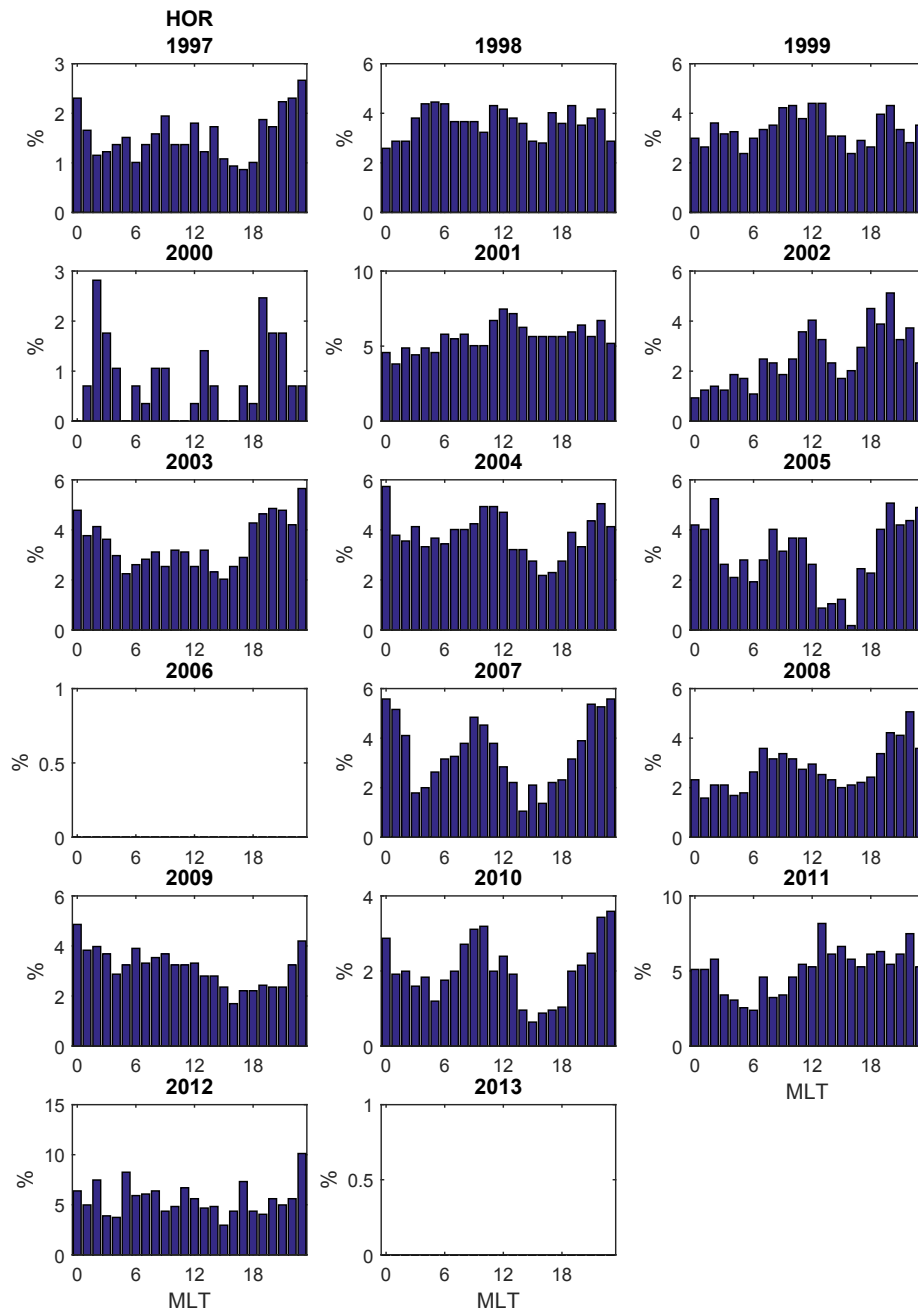 HOR
1997 1998 1999
3 6 6
2 4 4
% % %
1 2 2
0 0 0
0 6 12 18 0 6 12 18 0 6 12 18
2000 2001 2002
3 10 6
2 4
% 5 % %
1 2
0 0 0
0 6 12 18 0 6 12 18 0 6 12 18
2003 2004 2005
6 6 6
4 4 4
% % %
2 2 2
0 0 0
0 6 12 18 0 6 12 18 0 6 12 18
2006 2007 2008
1 6 6
4 4
% 0.5 % %
2 2
0 0 0
0 6 12 18 0 6 12 18 0 6 12 18
2009 2010 2011
6 4 10
4
% % 2 % 5
2
0 0 0
0 6 12 18 0 6 12 18 0 6 12 18
MLT
2012 2013
15 1
10
% % 0.5
5
0 0
0 6 12 18 0 6 12 18
MLT MLT